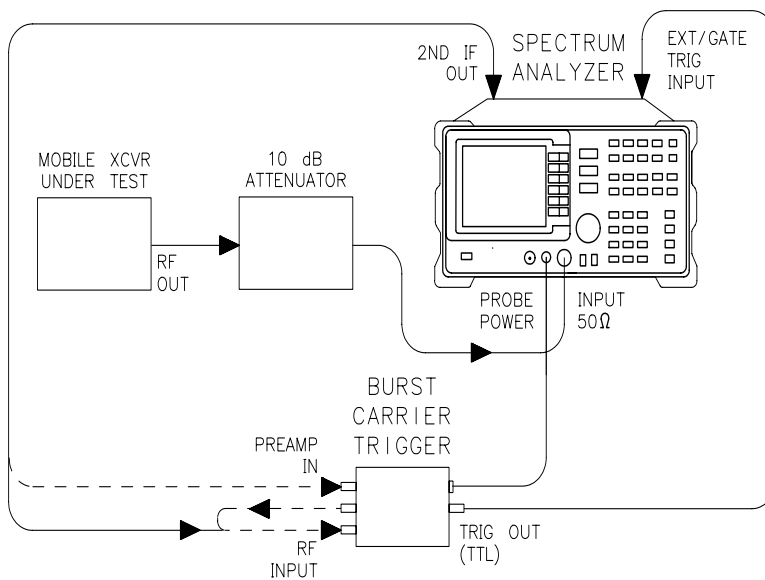 2ND IF
OUT
SPECTRUM
ANALYZER
EXT/GATE
TRIG
INPUT
MOBILE XCVR
UNDER TEST
10 dB
ATTENUATOR
RF
OUT
PROBE
POWER
INPUT
50Ω
BURST
CARRIER
TRIGGER
PREAMP
IN
RF
INPUT
TRIG OUT
(TTL)